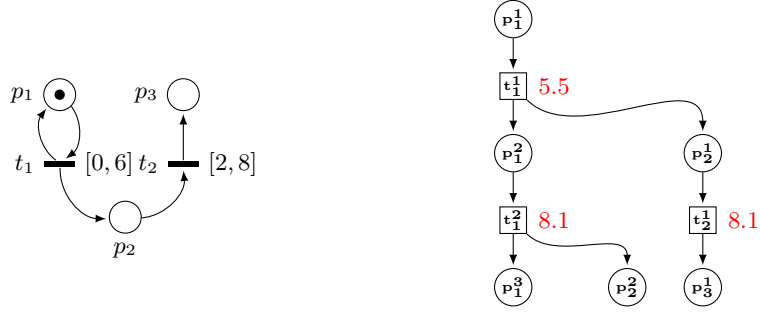 p₁
p₃
t₁ [0, 6] t₂ [2, 8]
p₂
p₁¹
t₁¹ 5.5
p₁² p₂¹
t₁² 8.1 t₂¹ 8.1
p₁³ p₂² p₃¹